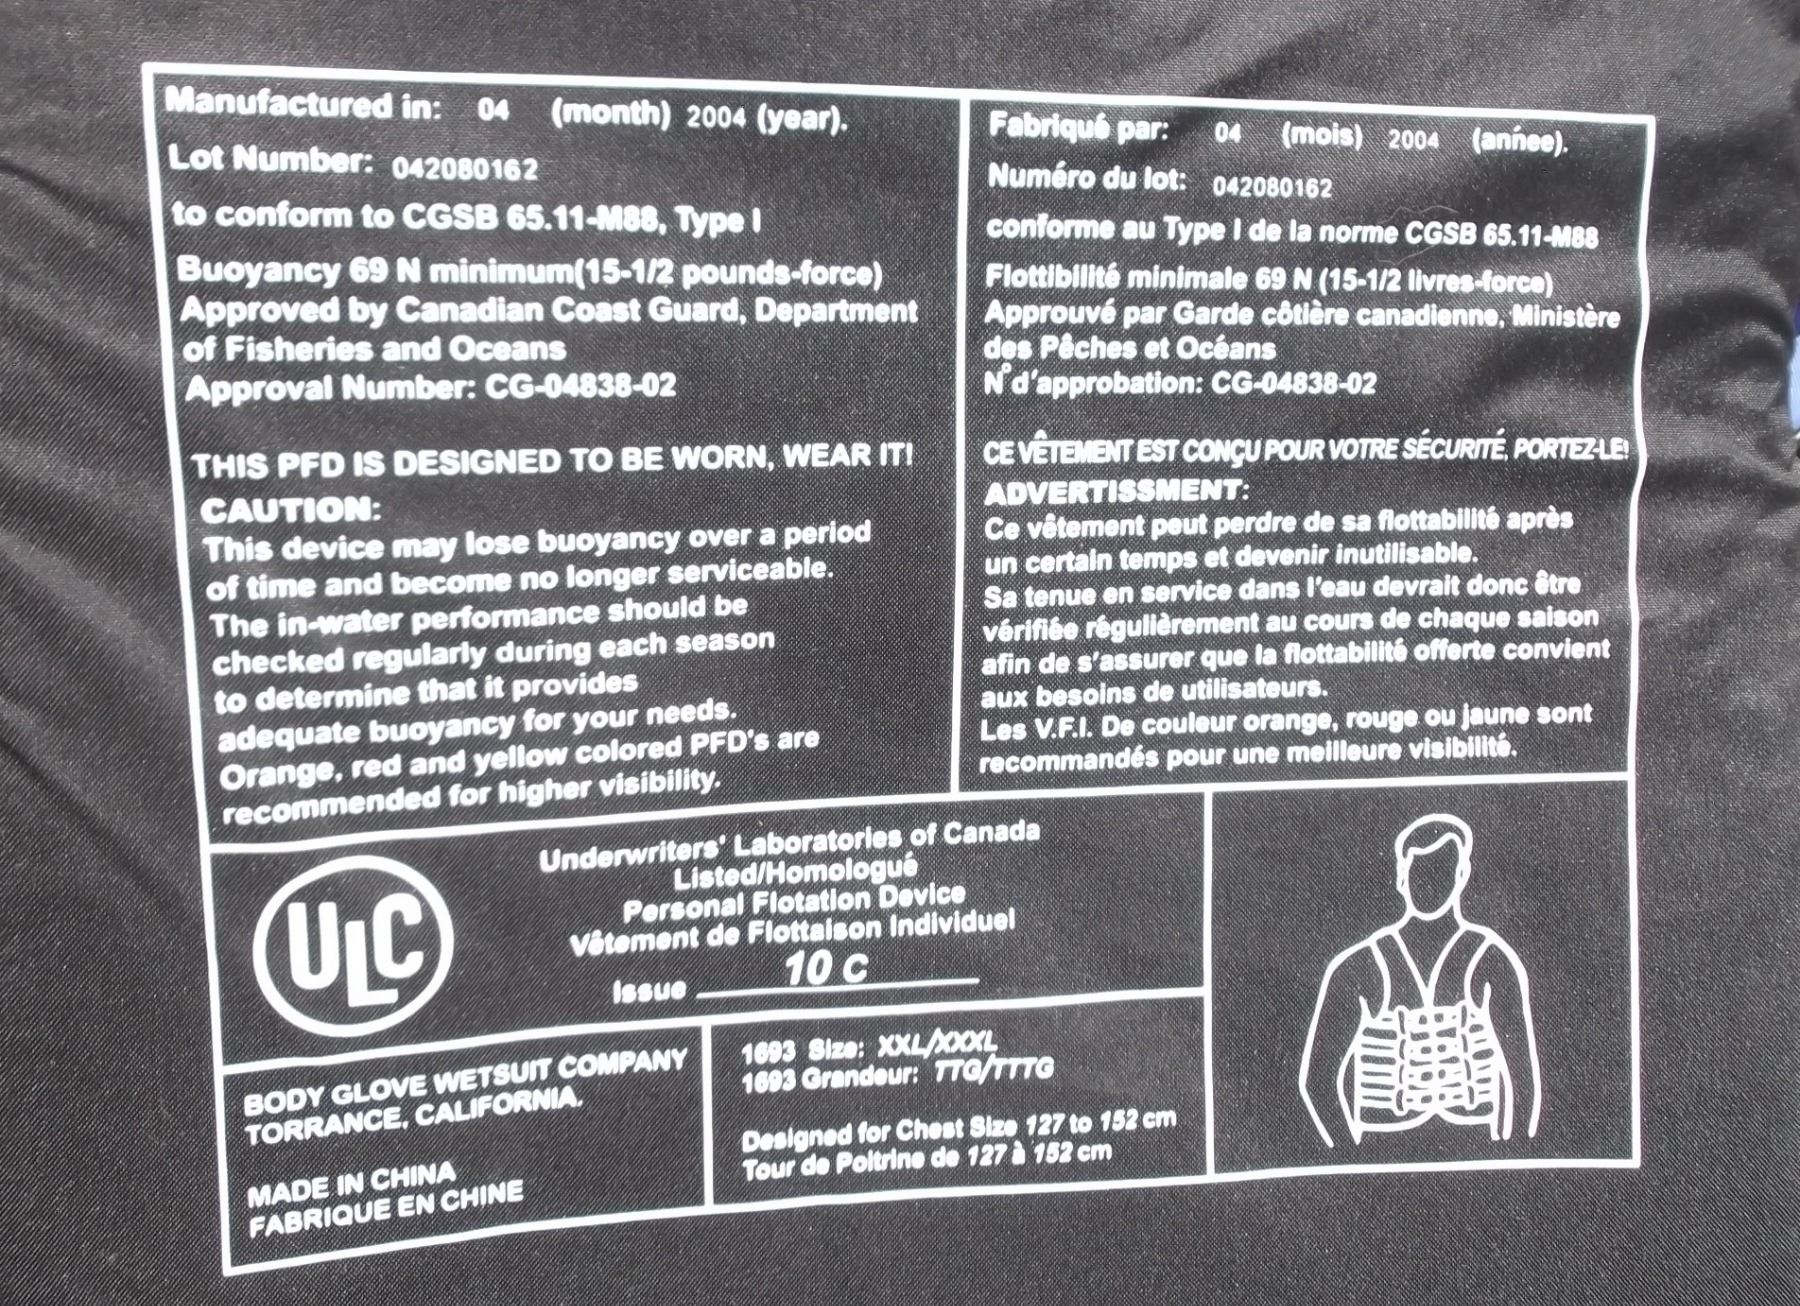 Manufactured in: 04 (month) 2004 (year).
Lot Number: 042080162
to conform to CGSB 65.11-M88, Type I
Buoyancy 69 N minimum(15-1/2 pounds-force)
Approved by Canadian Coast Guard, Department
of Fisheries and Oceans
Approval Number: CG-04838-02
THIS PFD IS DESIGNED TO BE WORN, WEAR IT!
CAUTION:
This device may lose buoyancy over a period
of time and become no longer serviceable.
The in-water performance should be
checked regularly during each season
to determine that it provides
adequate buoyancy for your needs.
Orange, red and yellow colored PFD's are
recommended for higher visibility.
Fabriqué par: 04 (mois) 2004 (annee).
Numéro du lot: 042080162
conforme au Type I de la norme CGSB 65.11-M88
Flottibilité minimale 69 N (15-1/2 livres-force)
Approuvé par Garde côtière canadienne, Ministère
des Pêches et Océans
N° d'approbation: CG-04838-02
CE VÊTEMENT EST CONÇU POUR VOTRE SÉCURITÉ, PORTEZ-LE!
ADVERTISSMENT:
Ce vêtement peut perdre de sa flottabilité après
un certain temps et devenir inutilisable.
Sa tenue en service dans l'eau devrait donc être
vérifiée régulièrement au cours de chaque saison
afin de s'assurer que la flottabilité offerte convient
aux besoins de utilisateurs.
Les V.F.I. De couleur orange, rouge ou jaune sont
recommandés pour une meilleure visibilité.
ULC
Underwriters' Laboratories of Canada
Listed/Homologué
Personal Flotation Device
Vêtement de Flottaison Individuel
Issue 10 C
BODY GLOVE WETSUIT COMPANY
TORRANCE, CALIFORNIA.
MADE IN CHINA
FABRIQUE EN CHINE
1693 Size: XXL/XXXL
1693 Grandeur: TTG/TTTG
Designed for Chest Size 127 to 152 cm
Tour de Poitrine de 127 à 152 cm